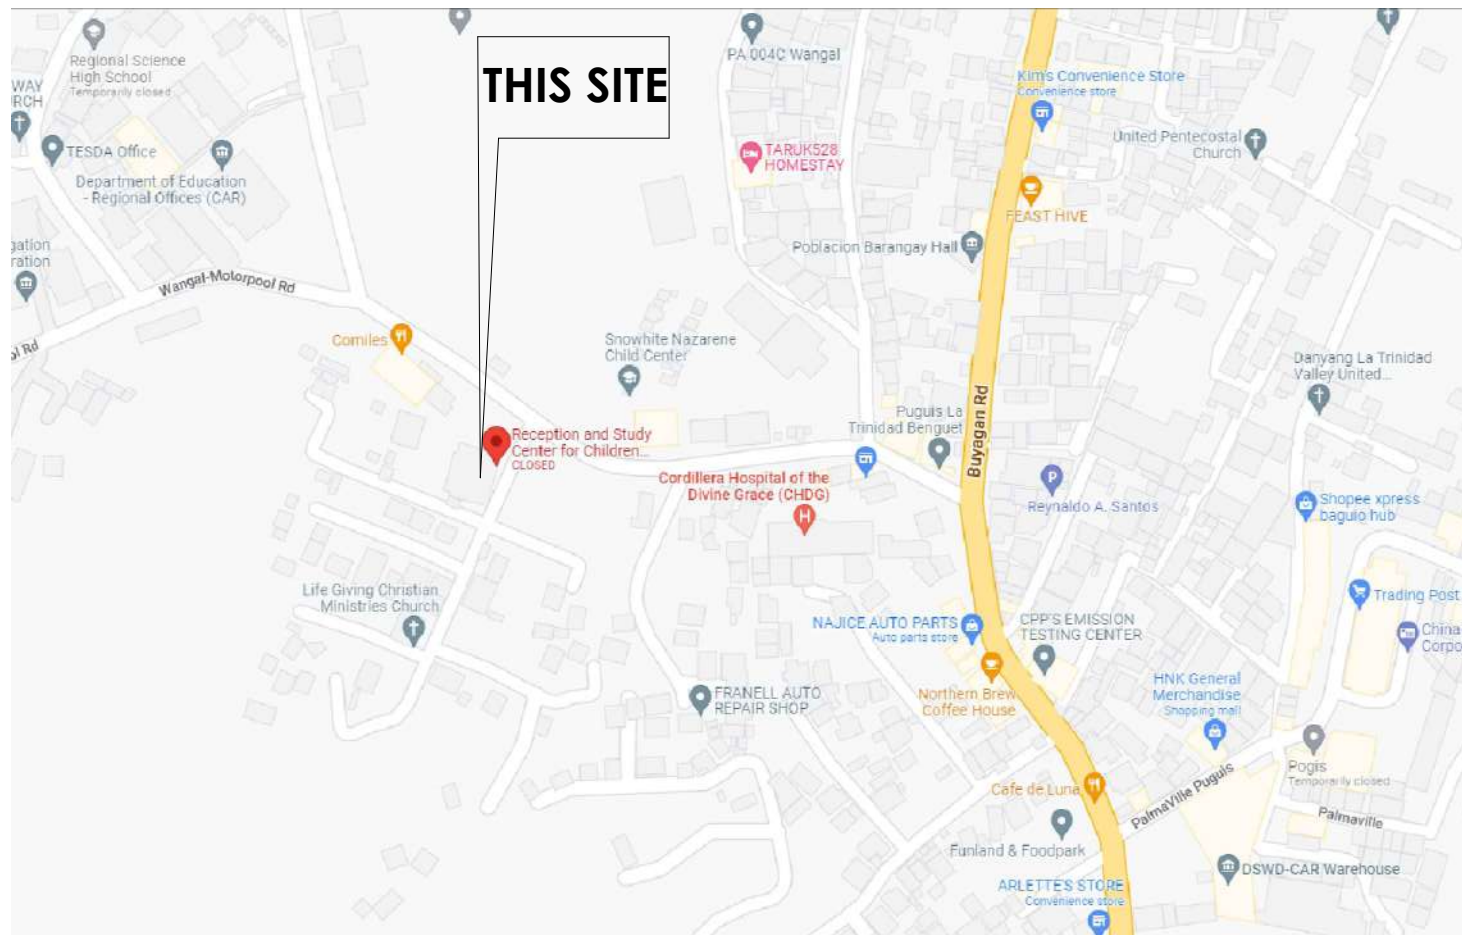 THIS SITE
Regional Science
High School
Temporarily closed
WAY
RCH
TESDA Office
Department of Education
- Regional Offices (CAR)
gation
ration
Wangal-Motorpool Rd
ol Rd
Comiles
PA 004C Wangal
TARUK528
HOMESTAY
Kim's Convenience Store
Convenience store
United Pentecostal
Church
FEAST HIVE
Poblacion Barangay Hall
Snowhite Nazarene
Child Center
Danyang La Trinidad
Valley United...
Buyagan Rd
Puguis La
Trinidad Benguet
Reception and Study
Center for Children...
CLOSED
Cordillera Hospital of the
Divine Grace (CHDG)
H
P
Reynaldo A. Santos
Shopee xpress
baguio hub
Life Giving Christian
Ministries Church
Trading Post
China
Corpo
NAJICE AUTO PARTS
Auto parts store
CPP'S EMISSION
TESTING CENTER
FRANELL AUTO
REPAIR SHOP
Northern Brew
Coffee House
HNK General
Merchandise
Shopping mall
Pogis
Temporarily closed
Cafe de Luna
PalmaVille Puguis
Palmaville
Funland & Foodpark
DSWD-CAR Warehouse
ARLETTE'S STORE
Convenience store